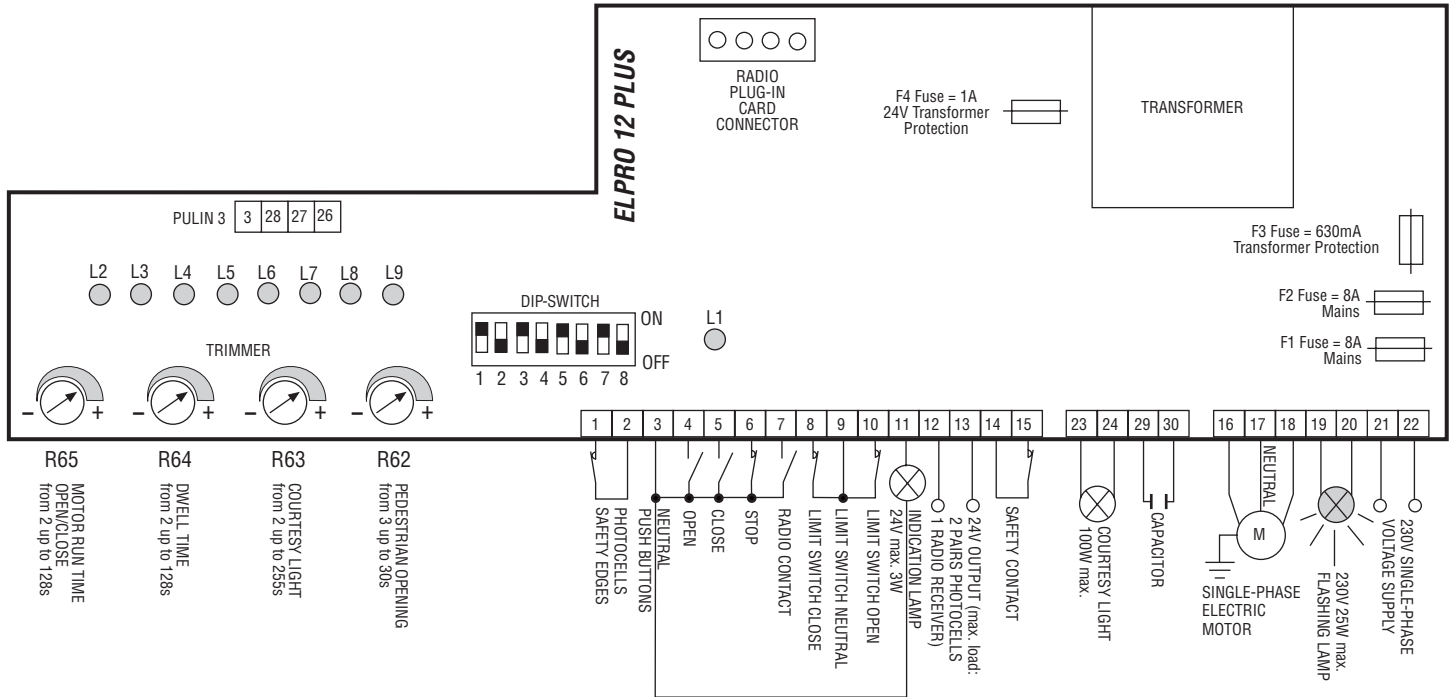 ELPRO 12 PLUS
RADIO
PLUG-IN
CARD
CONNECTOR
F4 Fuse = 1A
24V Transformer
Protection
TRANSFORMER
F3 Fuse = 630mA
Transformer Protection
F2 Fuse = 8A
Mains
F1 Fuse = 8A
Mains
PULIN 3 3 28 27 26
L2 L3 L4 L5 L6 L7 L8 L9
DIP-SWITCH
ON
OFF
1 2 3 4 5 6 7 8
L1
TRIMMER
- + - + - + - +
R65
MOTOR RUN TIME
OPEN/CLOSE
from 2 up to 128s
R64
DWELL TIME
from 2 up to 128s
R63
COURTESY LIGHT
from 2 up to 255s
R62
PEDESTRIAN OPENING
from 3 up to 30s
1 2 3 4 5 6 7 8 9 10 11 12 13 14 15
23 24 29 30
16 17 18 19 20 21 22
PHOTOCELLS
SAFETY EDGES
NEUTRAL
PUSH BUTTONS
OPEN
CLOSE
STOP
RADIO CONTACT
LIMIT SWITCH CLOSE
LIMIT SWITCH NEUTRAL
LIMIT SWITCH OPEN
INDICATION LAMP
24V max. 3W
24V OUTPUT (max. load:
2 PAIRS PHOTOCELLS
1 RADIO RECEIVER)
SAFETY CONTACT
COURTESY LIGHT
100W max.
CAPACITOR
NEUTRAL
M
SINGLE-PHASE
ELECTRIC
MOTOR
230V 25W max.
FLASHING LAMP
230V SINGLE-PHASE
VOLTAGE SUPPLY